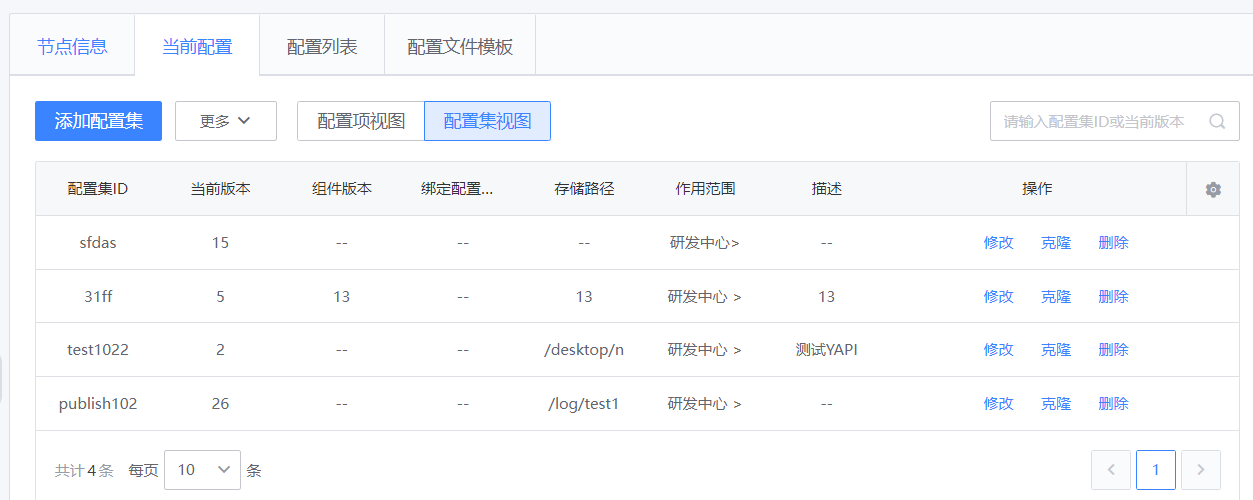 节点信息 当前配置 配置列表 配置文件模板
添加配置集 更多 配置项视图 配置集视图 请输入配置集ID或当前版本
配置集ID 当前版本 组件版本 绑定配置... 存储路径 作用范围 描述 操作
sfdas 15 -- -- -- 研发中心> -- 修改 克隆 删除
31ff 5 13 -- 13 研发中心 > 13 修改 克隆 删除
test1022 2 -- -- /desktop/n 研发中心 > 测试YAPI 修改 克隆 删除
publish102 26 -- -- /log/test1 研发中心 > -- 修改 克隆 删除
共计4条 每页 10 条 < 1 >